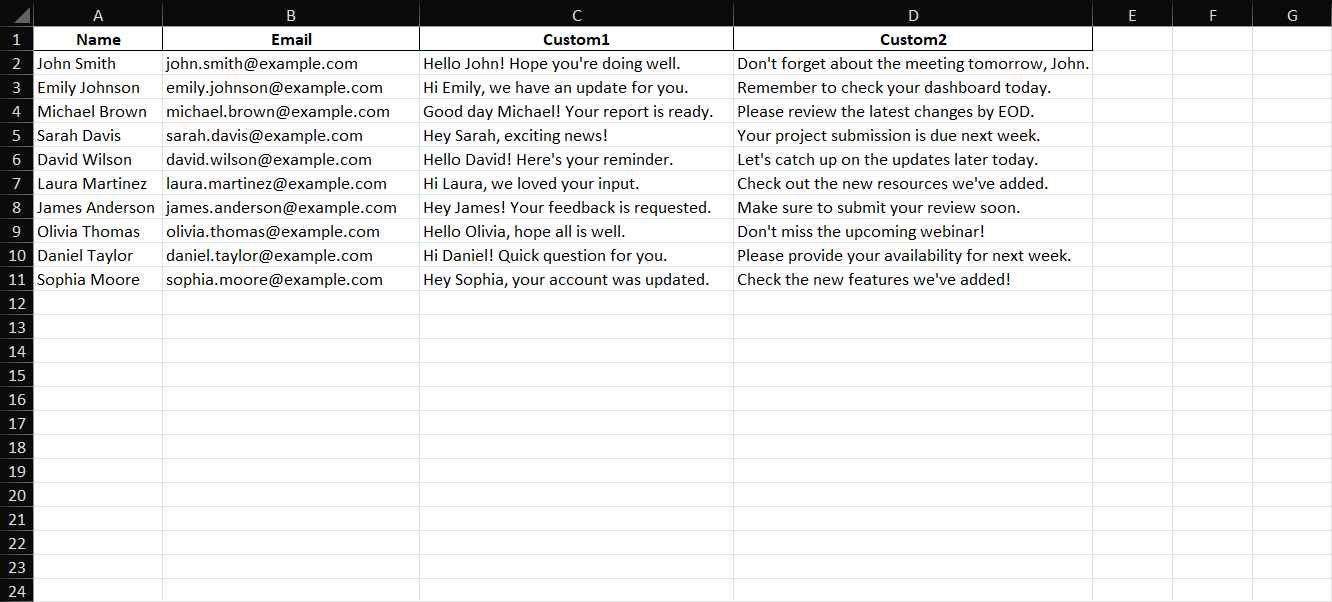 A B C D E F G
1 Name Email Custom1 Custom2
2 John Smith john.smith@example.com Hello John! Hope you're doing well. Don't forget about the meeting tomorrow, John.
3 Emily Johnson emily.johnson@example.com Hi Emily, we have an update for you. Remember to check your dashboard today.
4 Michael Brown michael.brown@example.com Good day Michael! Your report is ready. Please review the latest changes by EOD.
5 Sarah Davis sarah.davis@example.com Hey Sarah, exciting news! Your project submission is due next week.
6 David Wilson david.wilson@example.com Hello David! Here's your reminder. Let's catch up on the updates later today.
7 Laura Martinez laura.martinez@example.com Hi Laura, we loved your input. Check out the new resources we've added.
8 James Anderson james.anderson@example.com Hey James! Your feedback is requested. Make sure to submit your review soon.
9 Olivia Thomas olivia.thomas@example.com Hello Olivia, hope all is well. Don't miss the upcoming webinar!
10 Daniel Taylor daniel.taylor@example.com Hi Daniel! Quick question for you. Please provide your availability for next week.
11 Sophia Moore sophia.moore@example.com Hey Sophia, your account was updated. Check the new features we've added!
12
13
14
15
16
17
18
19
20
21
22
23
24